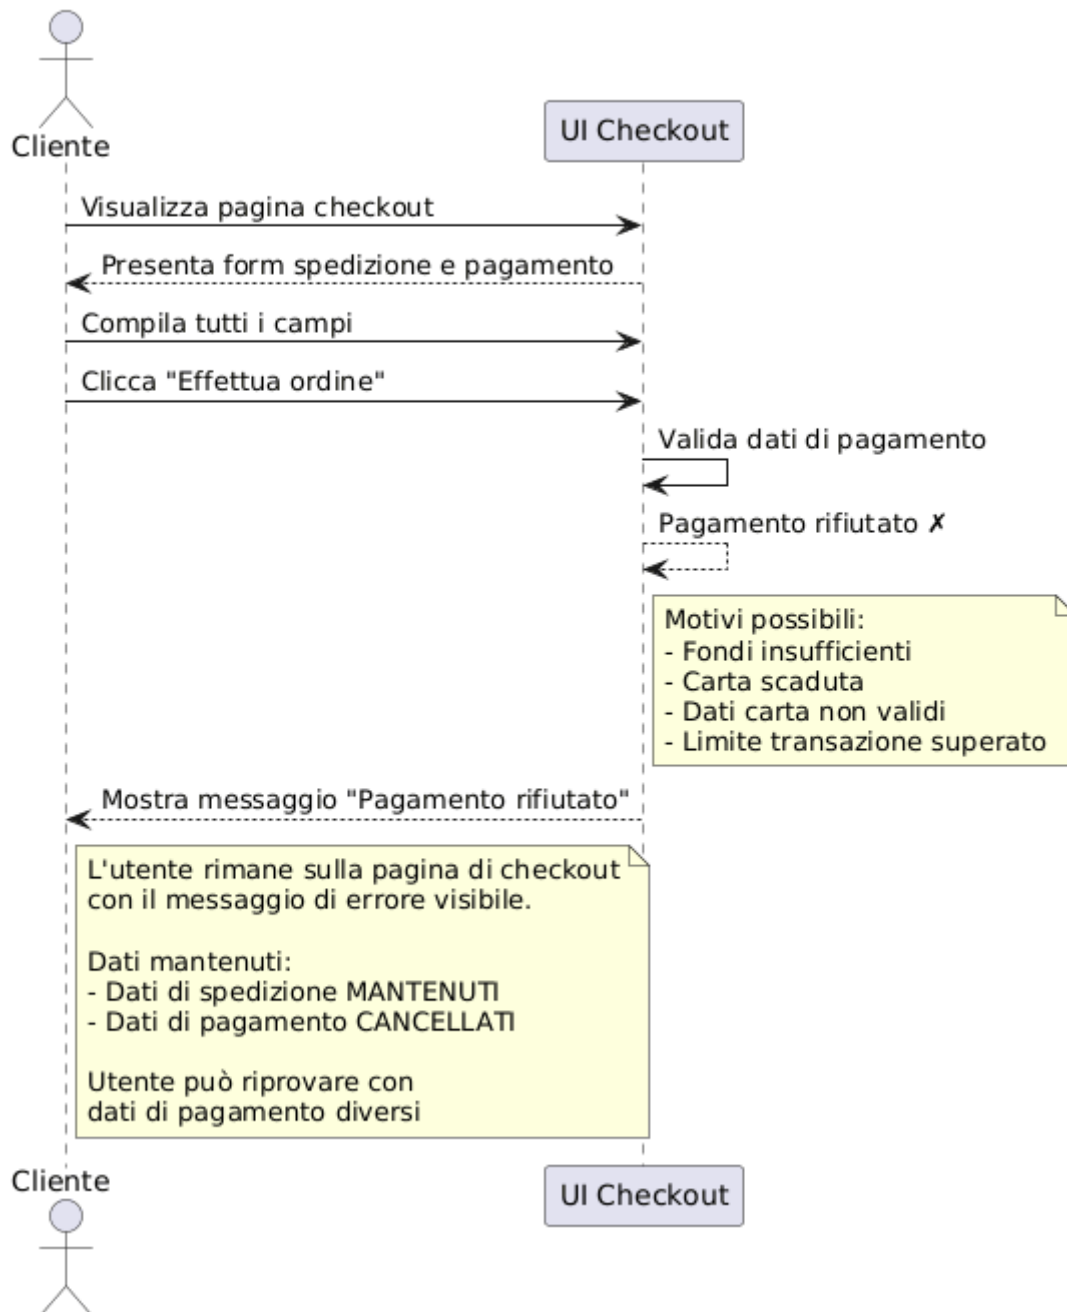 Cliente
UI Checkout
Visualizza pagina checkout
Presenta form spedizione e pagamento
Compila tutti i campi
Clicca "Effettua ordine"
Valida dati di pagamento
Pagamento rifiutato ✗
Motivi possibili:
- Fondi insufficienti
- Carta scaduta
- Dati carta non validi
- Limite transazione superato
Mostra messaggio "Pagamento rifiutato"
L'utente rimane sulla pagina di checkout
con il messaggio di errore visibile.
Dati mantenuti:
- Dati di spedizione MANTENUTI
- Dati di pagamento CANCELLATI
Utente può riprovare con
dati di pagamento diversi
Cliente
UI Checkout